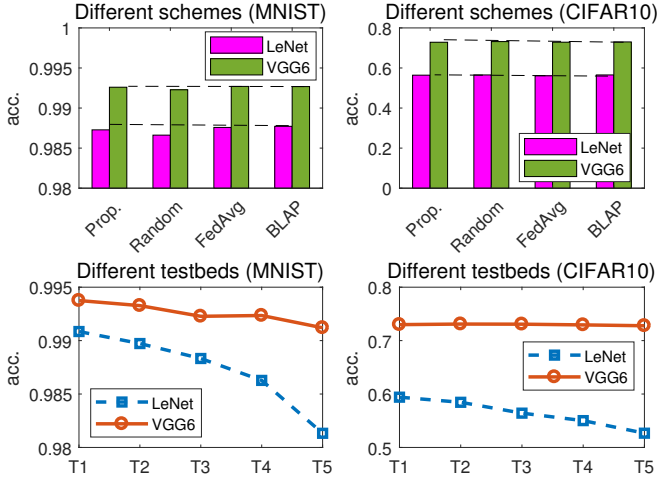 Different schemes (MNIST)
1
0.995
0.99
0.985
0.98
acc.
LeNet
VGG6
Prop.
Random
FedAvg
BLAP
Different schemes (CIFAR10)
0.8
0.6
0.4
0.2
0
acc.
LeNet
VGG6
Prop.
Random
FedAvg
BLAP
Different testbeds (MNIST)
0.995
0.99
0.985
0.98
acc.
LeNet
VGG6
T1 T2 T3 T4 T5
Different testbeds (CIFAR10)
0.8
0.7
0.6
0.5
acc.
LeNet
VGG6
T1 T2 T3 T4 T5